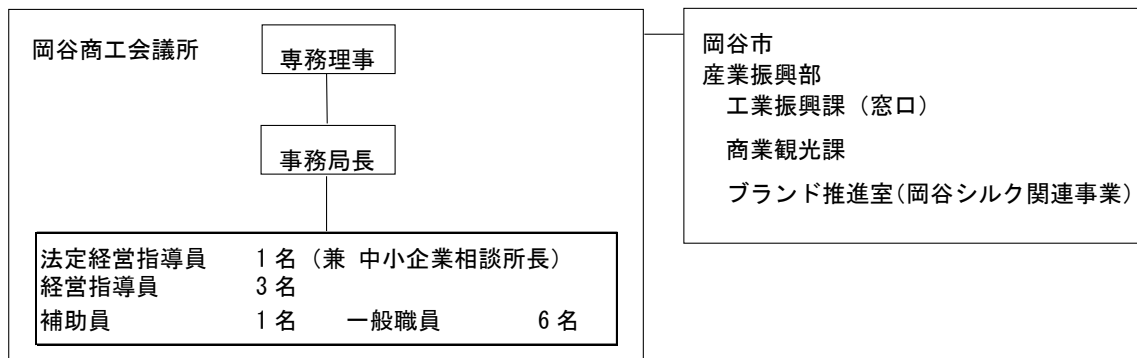 岡谷商工会議所
専務理事
事務局長
法定経営指導員 1名（兼 中小企業相談所長）
経営指導員 3名
補助員 1名 一般職員 6名
岡谷市
産業振興部
工業振興課（窓口）
商業観光課
ブランド推進室(岡谷シルク関連事業)